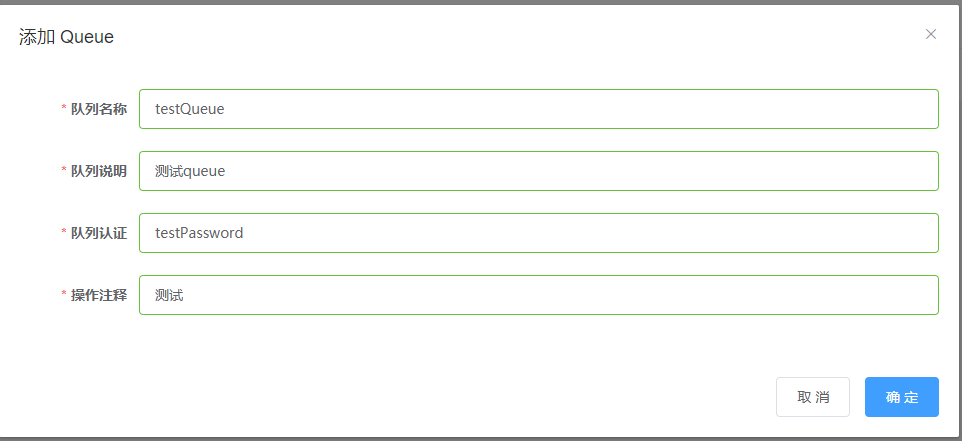 添加 Queue
* 队列名称 testQueue
* 队列说明 测试queue
* 队列认证 testPassword
* 操作注释 测试
取 消 确 定